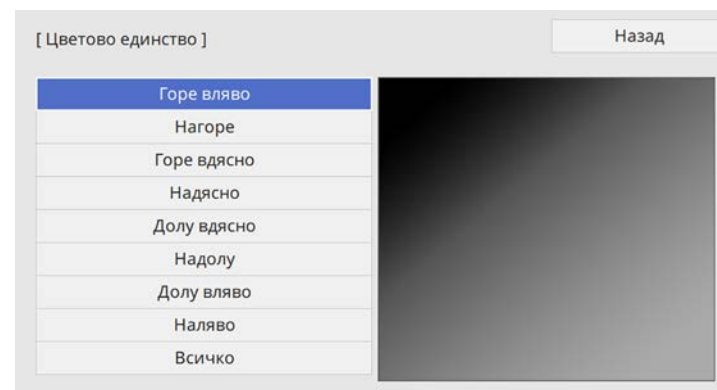 [ Цветово единство ]
Назад
Горе вляво
Нагоре
Горе вдясно
Надясно
Долу вдясно
Надолу
Долу вляво
Наляво
Всичко